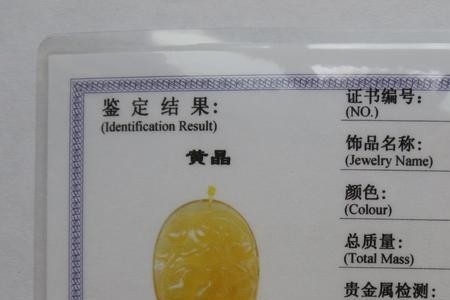 鉴定结果:
(Identification Result)
黄晶
证书编号:
(NO.)
饰品名称:
(Jewelry Name)
颜色:
(Colour)
总质量:
(Total Mass)
贵金属检测: